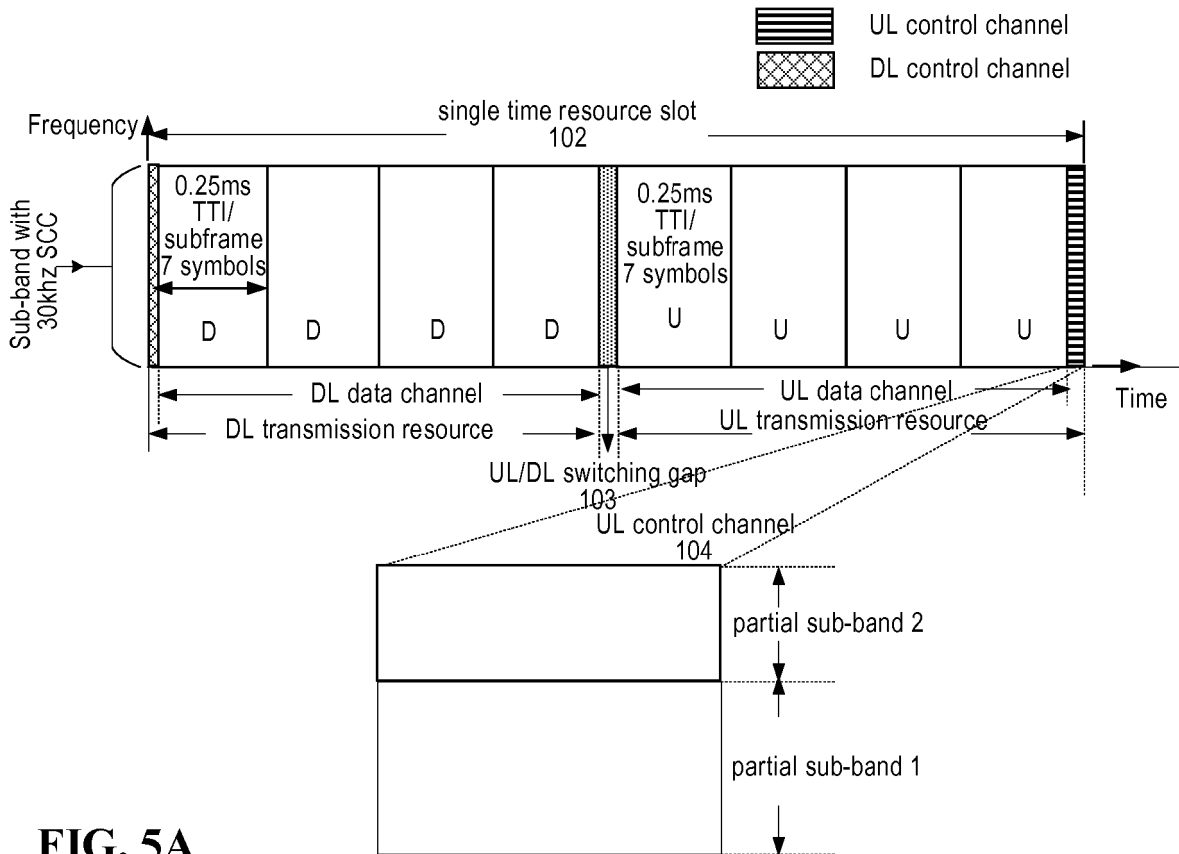 UL control channel
DL control channel
single time resource slot
102
Frequency
Sub-band with
30khz SCC
0.25ms
TTI/
subframe
7 symbols
D
D
D
D
0.25ms
TTI/
subframe
7 symbols
U
U
U
U
DL data channel
UL data channel
Time
DL transmission resource
UL transmission resource
UL/DL switching gap
103
UL control channel
104
partial sub-band 2
partial sub-band 1
FIG. 5A